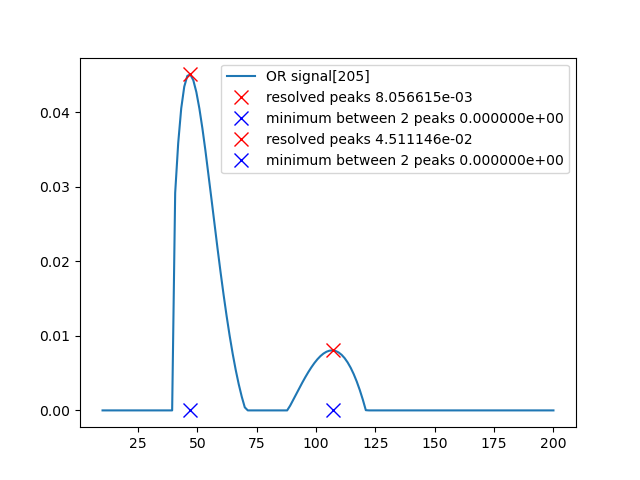 OR signal[205]
resolved peaks 8.056615e-03
minimum between 2 peaks 0.000000e+00
resolved peaks 4.511146e-02
minimum between 2 peaks 0.000000e+00
0.04
0.03
0.02
0.01
0.00
25 50 75 100 125 150 175 200